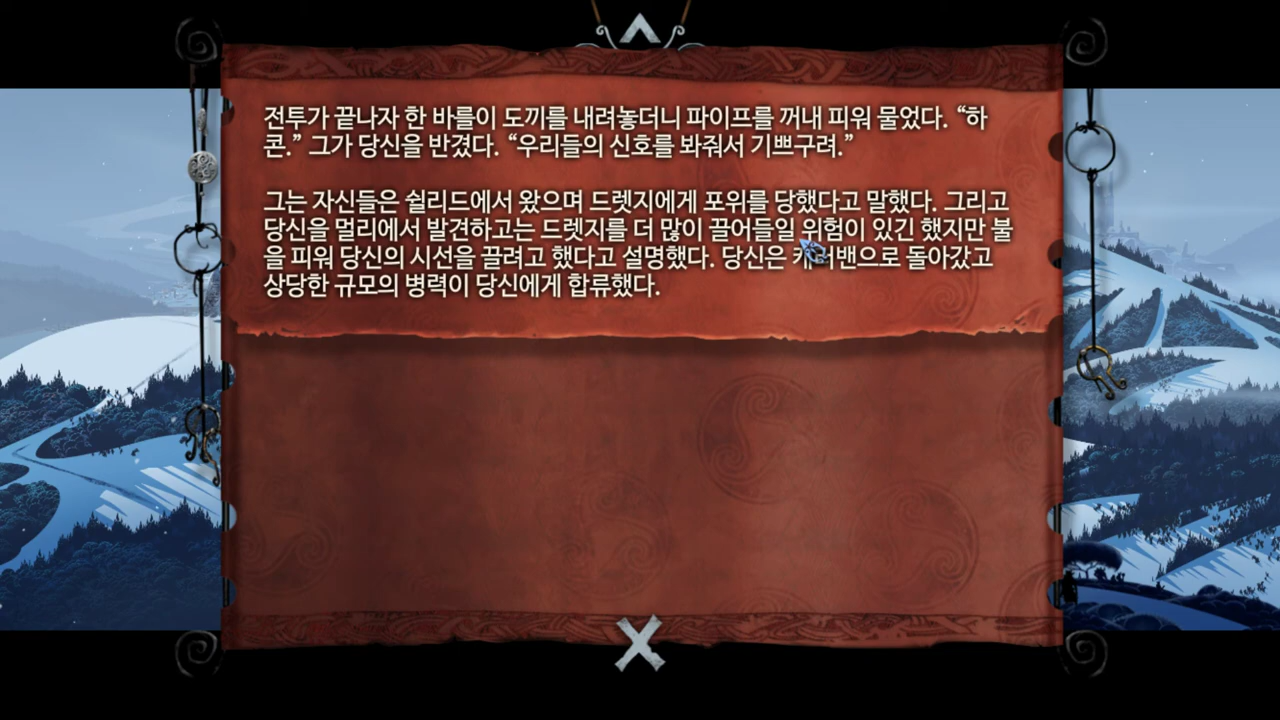 전투가 끝나자 한 바를이 도끼를 내려놓더니 파이프를 꺼내 피워 물었다. “하
콘.” 그가 당신을 반겼다. “우리들의 신호를 봐줘서 기쁘구려.”
그는 자신들은 쉴리드에서 왔으며 드렛지에게 포위를 당했다고 말했다. 그리고
당신을 멀리에서 발견하고는 드렛지를 더 많이 끌어들일 위험이 있긴 했지만 불
을 피워 당신의 시선을 끌려고 했다고 설명했다. 당신은 돌아갔고
상당한 규모의 병력이 당신에게 합류했다.